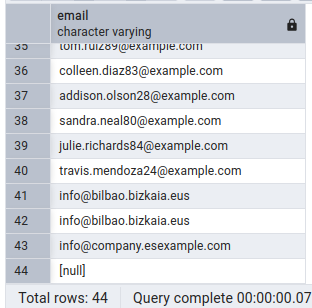 email
character varying
35 tom.ruiz89@example.com
36 colleen.diaz83@example.com
37 addison.olson28@example.com
38 sandra.neal80@example.com
39 julie.richards84@example.com
40 travis.mendoza24@example.com
41 info@bilbao.bizkaia.eus
42 info@bilbao.bizkaia.eus
43 info@company.esexample.com
44 [null]
Total rows: 44 Query complete 00:00:00.07